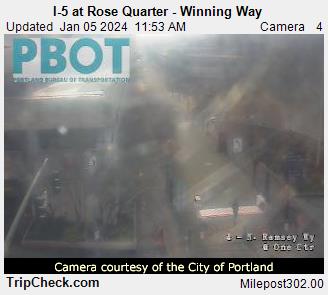 I-5 at Rose Quarter - Winning Way
Updated Jan 05 2024 11:53 AM Camera 4
PBOT
PORTLAND BUREAU OF TRANSPORTATION
1 - N. Ramsey Wy
@ One Ctr
Camera courtesy of the City of Portland
TripCheck.com Milepost302.00